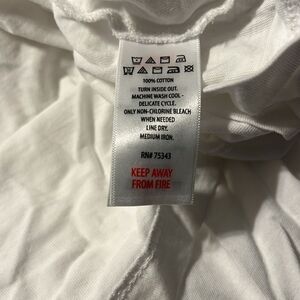 100% COTTON
TURN INSIDE OUT.
MACHINE WASH COOL -
DELICATE CYCLE.
ONLY NON-CHLORINE BLEACH
WHEN NEEDED
LINE DRY.
MEDIUM IRON.
RN# 75343
KEEP AWAY
FROM FIRE